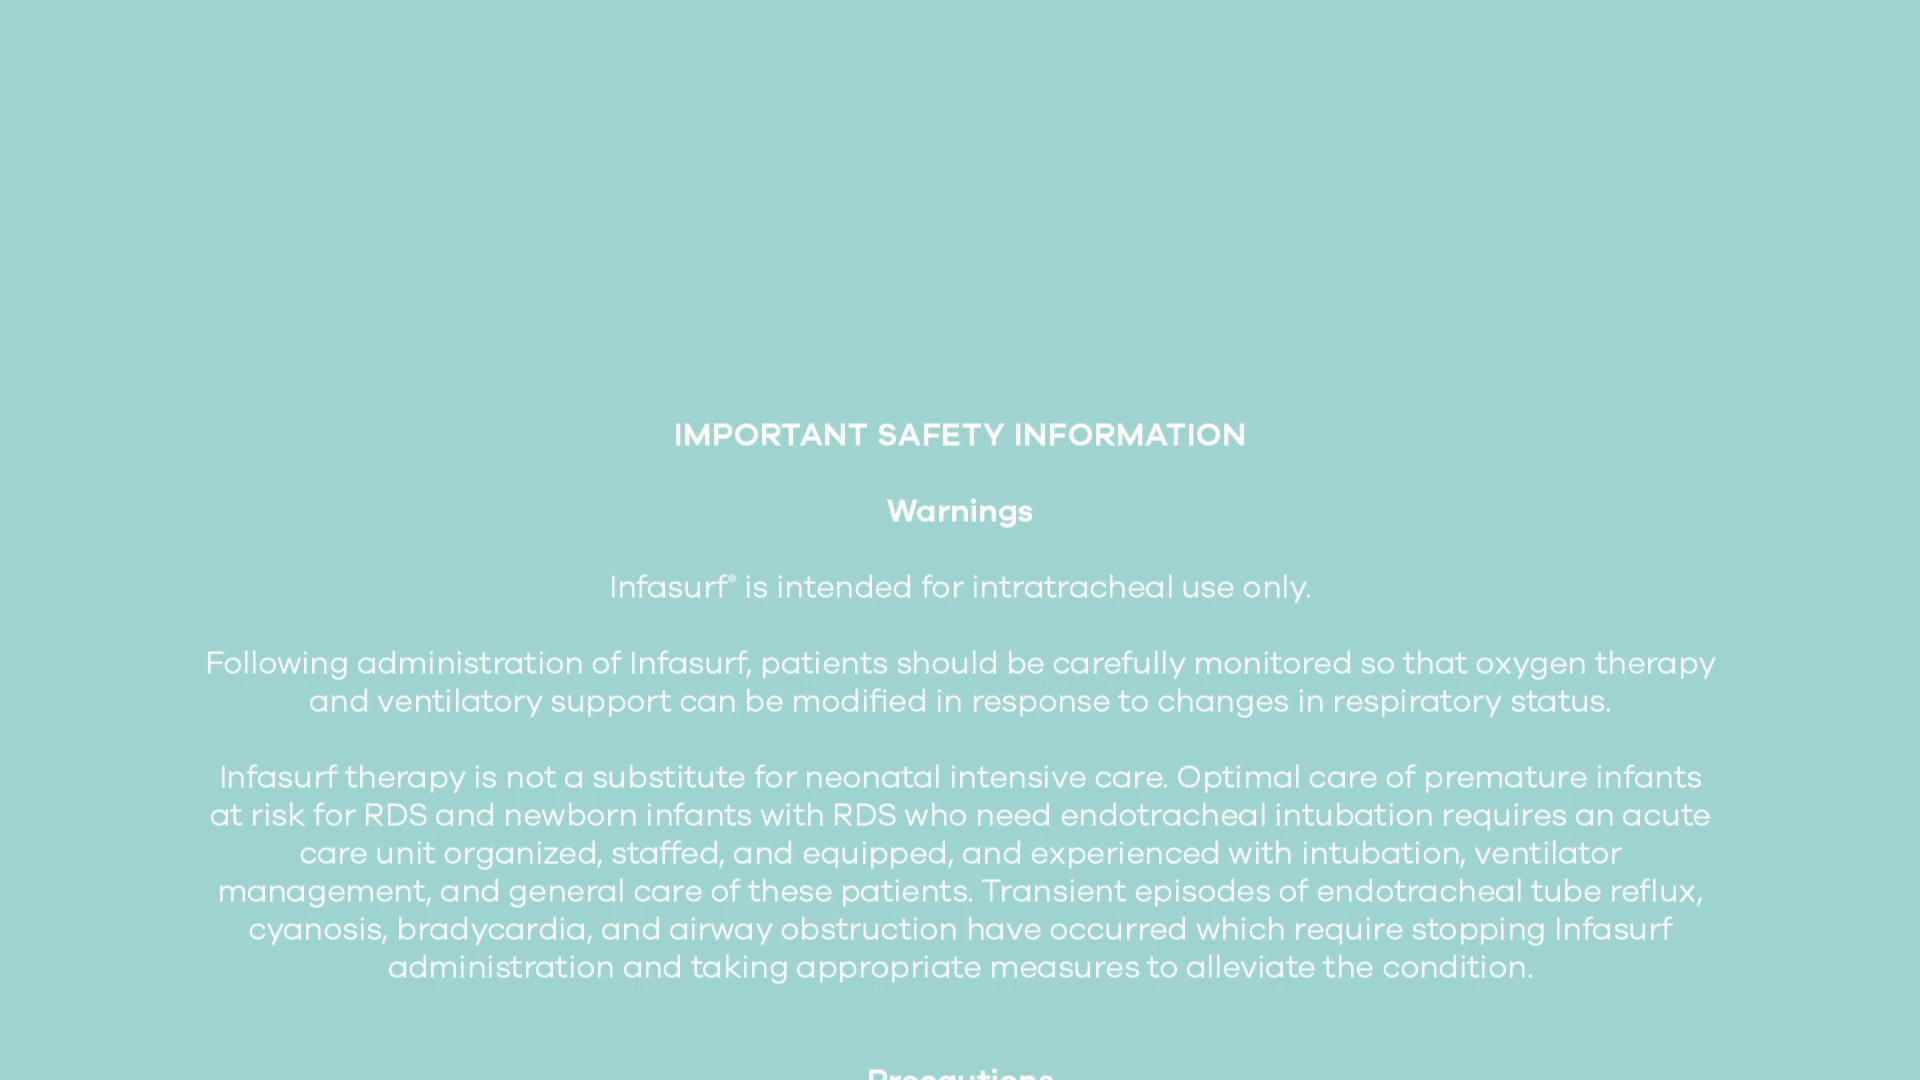 IMPORTANT SAFETY INFORMATION
Warnings
Infasurf® is intended for intratracheal use only.
Following administration of Infasurf, patients should be carefully monitored so that oxygen therapy
and ventilatory support can be modified in response to changes in respiratory status.
Infasurf therapy is not a substitute for neonatal intensive care. Optimal care of premature infants
at risk for RDS and newborn infants with RDS who need endotracheal intubation requires an acute
care unit organized, staffed, and equipped, and experienced with intubation, ventilator
management, and general care of these patients. Transient episodes of endotracheal tube reflux,
cyanosis, bradycardia, and airway obstruction have occurred which require stopping Infasurf
administration and taking appropriate measures to alleviate the condition.
Precautions